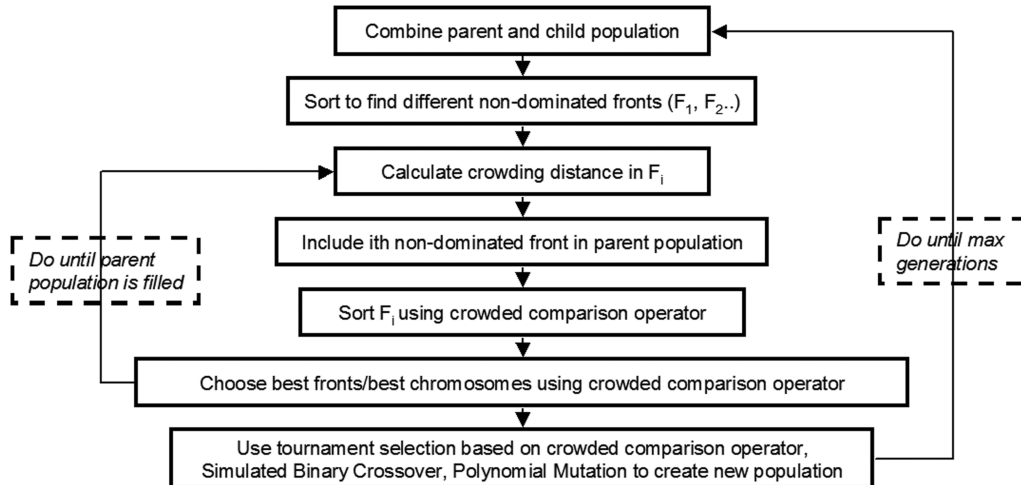 Combine parent and child population
Sort to find different non-dominated fronts (F1, F2..)
Calculate crowding distance in Fi
Include ith non-dominated front in parent population
Do until parent
population is filled
Do until max
generations
Sort Fi using crowded comparison operator
Choose best fronts/best chromosomes using crowded comparison operator
Use tournament selection based on crowded comparison operator,
Simulated Binary Crossover, Polynomial Mutation to create new population